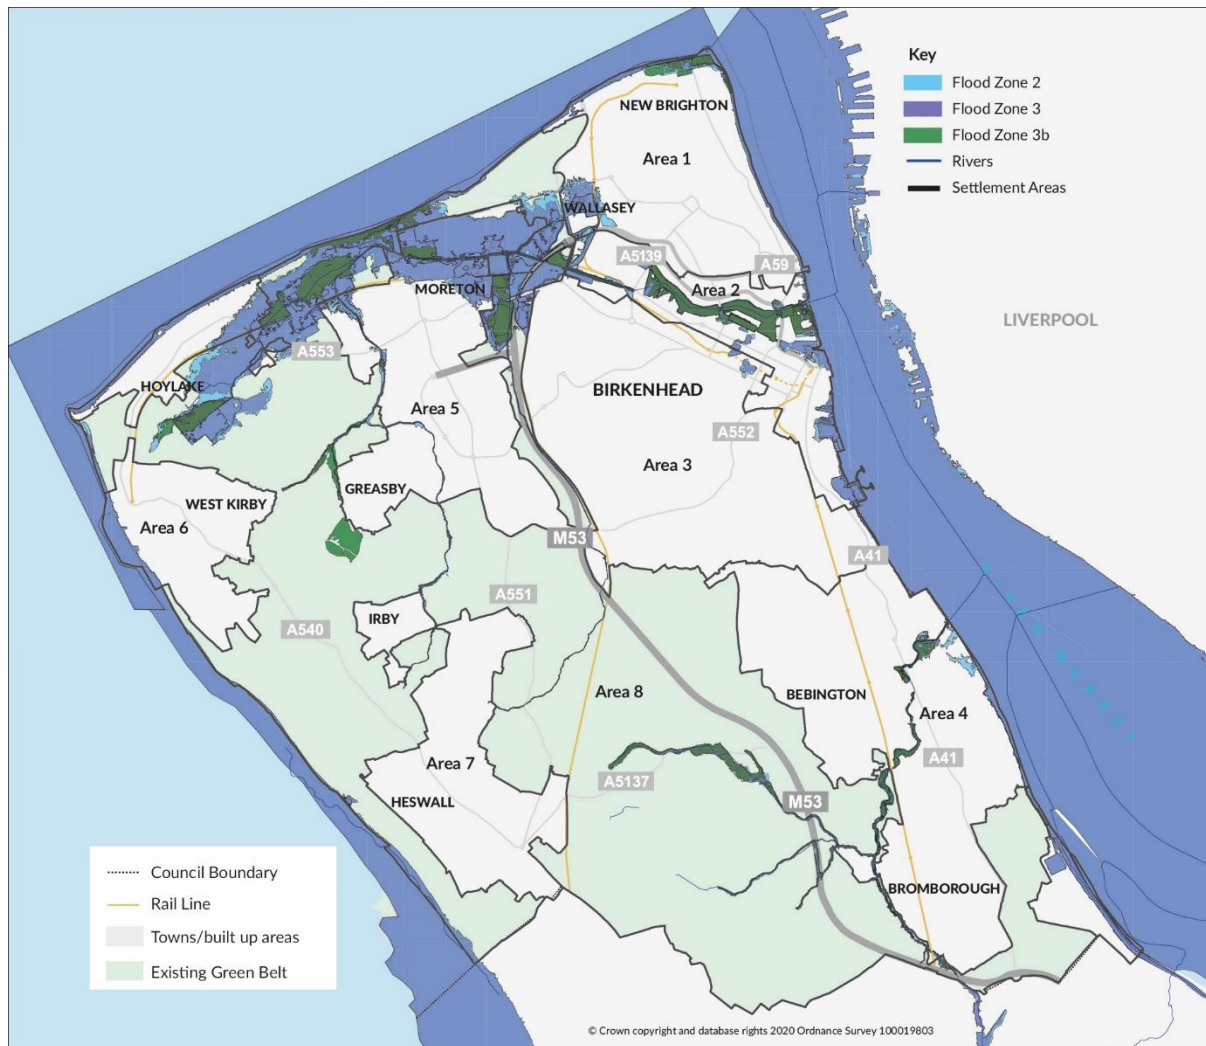 Key
Flood Zone 2
Flood Zone 3
Flood Zone 3b
Rivers
Settlement Areas
NEW BRIGHTON
Area 1
WALLASEY
A5139
A59
Area 2
MORETON
LIVERPOOL
A553
HOYLAKE
BIRKENHEAD
Area 5
A552
Area 3
GREASBY
WEST KIRBY
Area 6
M53
A41
A551
IRBY
A540
Area 8
BEBINGTON
Area 4
A41
Area 7
A5137
HESWALL
M53
BROMBOROUGH
Council Boundary
Rail Line
Towns/built up areas
Existing Green Belt
© Crown copyright and database rights 2020 Ordnance Survey 100019803